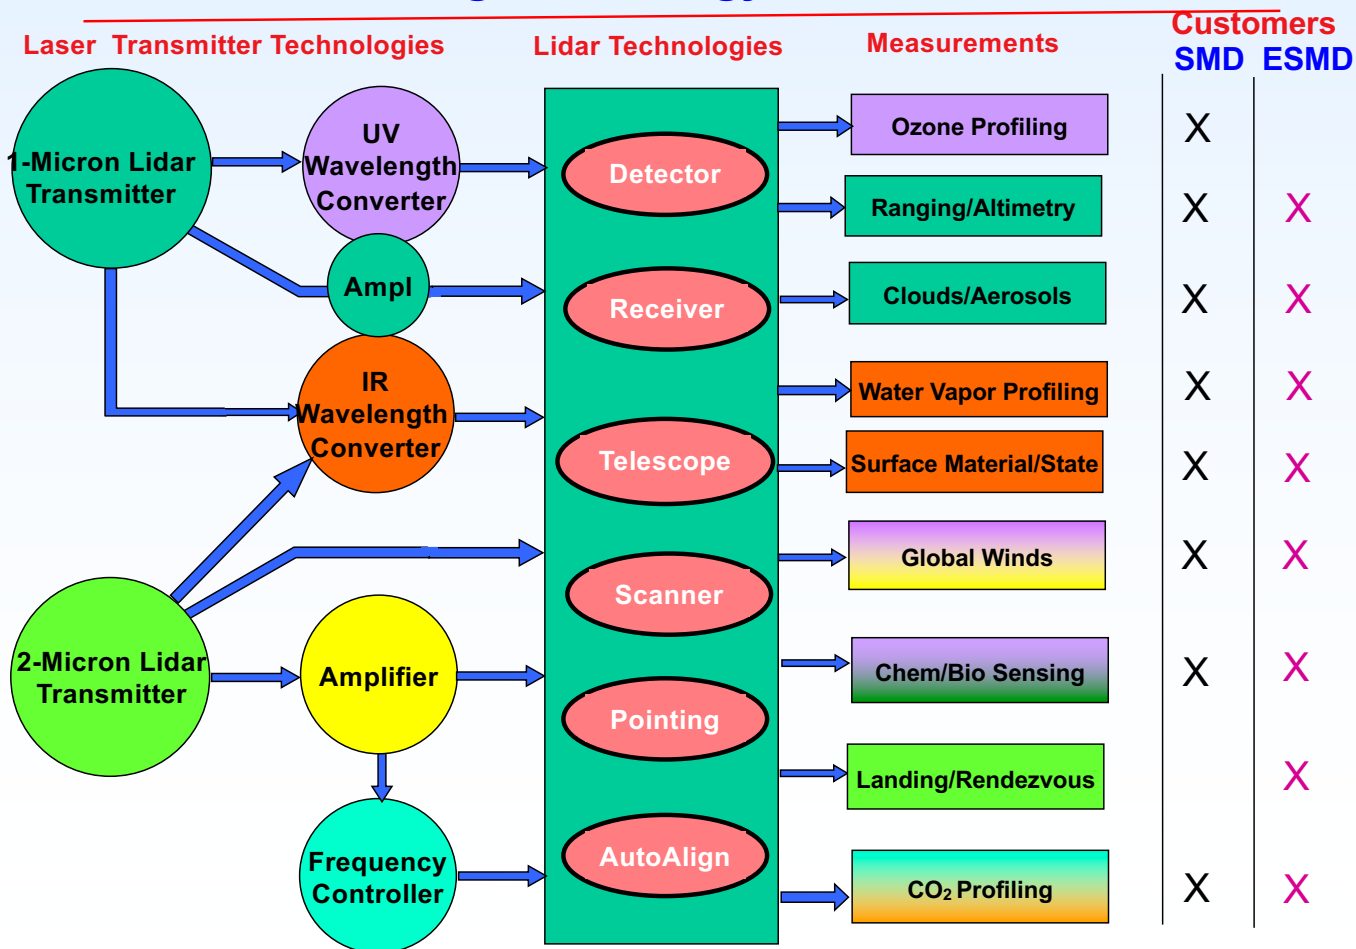 Laser Transmitter Technologies
Lidar Technologies
Measurements
Customers
SMD ESMD
1-Micron Lidar
Transmitter
UV
Wavelength
Converter
Ampl
IR
Wavelength
Converter
2-Micron Lidar
Transmitter
Amplifier
Frequency
Controller
Detector
Receiver
Telescope
Scanner
Pointing
AutoAlign
Ozone Profiling X
Ranging/Altimetry X X
Clouds/Aerosols X X
Water Vapor Profiling X X
Surface Material/State X X
Global Winds X X
Chem/Bio Sensing X X
Landing/Rendezvous X
CO₂ Profiling X X